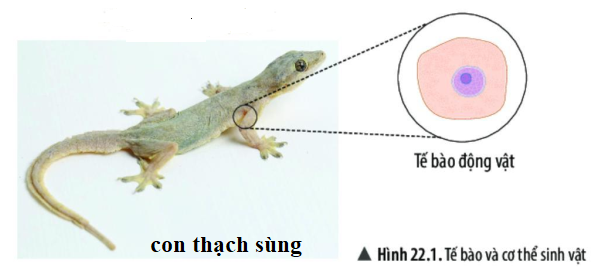 Tế bào động vật
con thạch sùng
▲ Hình 22.1. Tế bào và cơ thể sinh vật